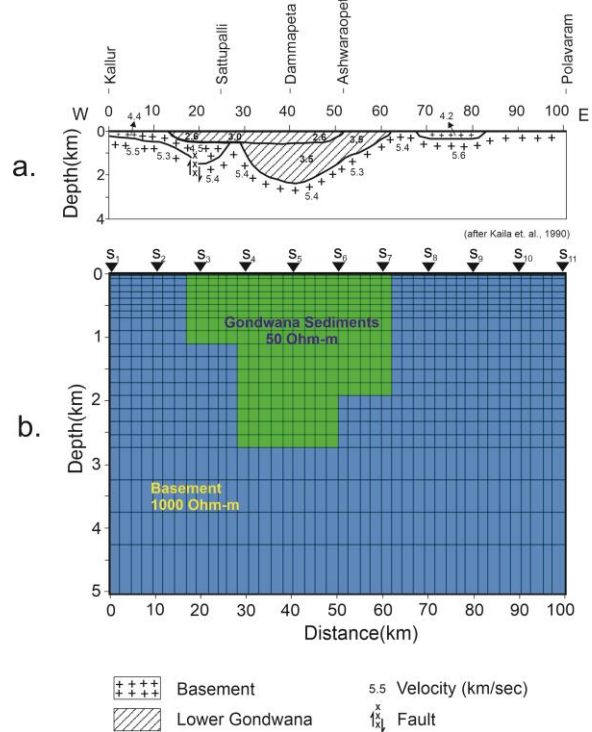 Kallur
Sattupalli
Dammapeta
Ashwaraopet
Polavaram
W
E
0 10 20 30 40 50 60 70 80 90 100
4.4
4.2
a.
Depth(km)
0
2
4
2.6 3.0 2.6 3.5
4.5
3.5
5.5 5.3 5.4 5.4 5.4 5.3 5.4 5.6
(after Kaila et. al., 1990)
S1 S2 S3 S4 S5 S6 S7 S8 S9 S10 S11
b.
Depth(km)
0
1
2
3
4
5
Gondwana Sediments
50 Ohm-m
Basement
1000 Ohm-m
0 10 20 30 40 50 60 70 80 90 100
Distance(km)
Basement
5.5 Velocity (km/sec)
Lower Gondwana
Fault